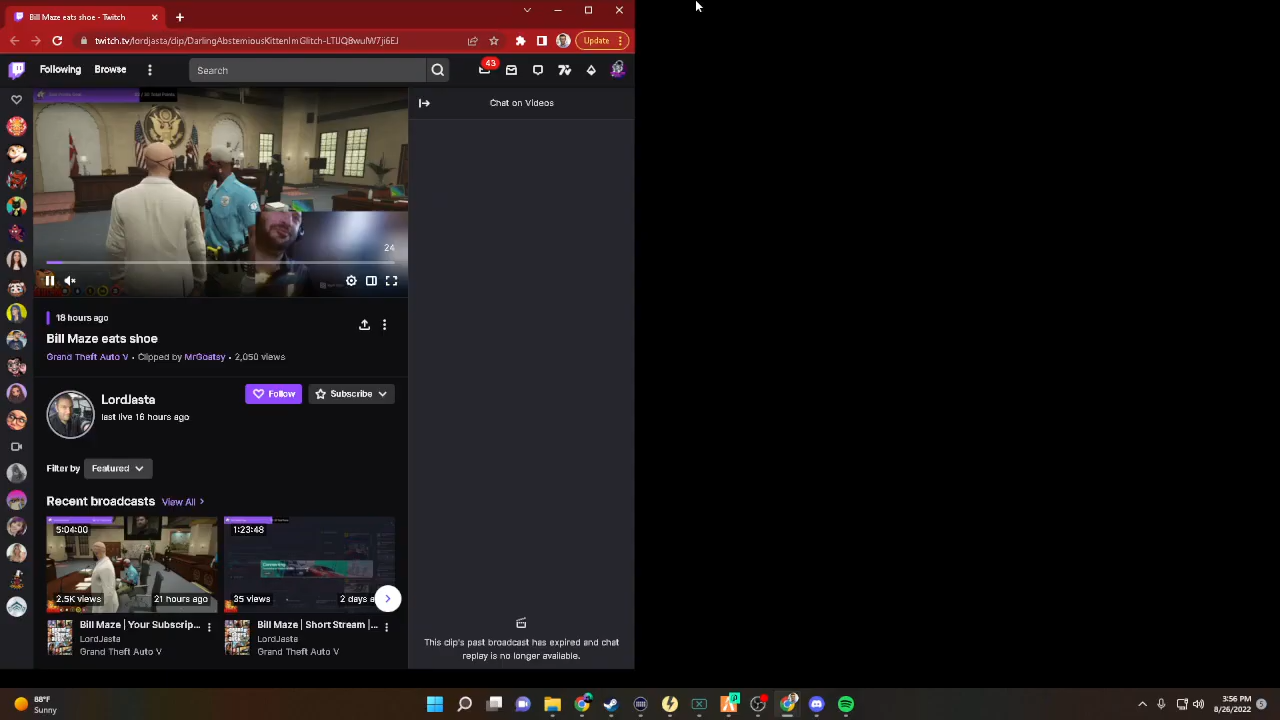 Bill Maze eats shoe - Twitch
twitch.tv/lordjasta/clip/DarlingAbstemiousKittenImGlitch-LTUQ8wulW7ji6EJ
Update
Following
Browse
Search
43
Chat on Videos
24
18 hours ago
Bill Maze eats shoe
Grand Theft Auto V • Clipped by MrGoatsy • 2,050 views
LordJasta
last live 16 hours ago
Follow
Subscribe
Filter by
Featured
Recent broadcasts
View All
5:04:00
2.5K views
21 hours ago
1:23:48
35 views
2 days a
Bill Maze | Your Subscrip...
LordJasta
Grand Theft Auto V
Bill Maze | Short Stream |...
LordJasta
Grand Theft Auto V
This clip's past broadcast has expired and chat
replay is no longer available.
88°F
Sunny
3:56 PM
8/26/2022
5